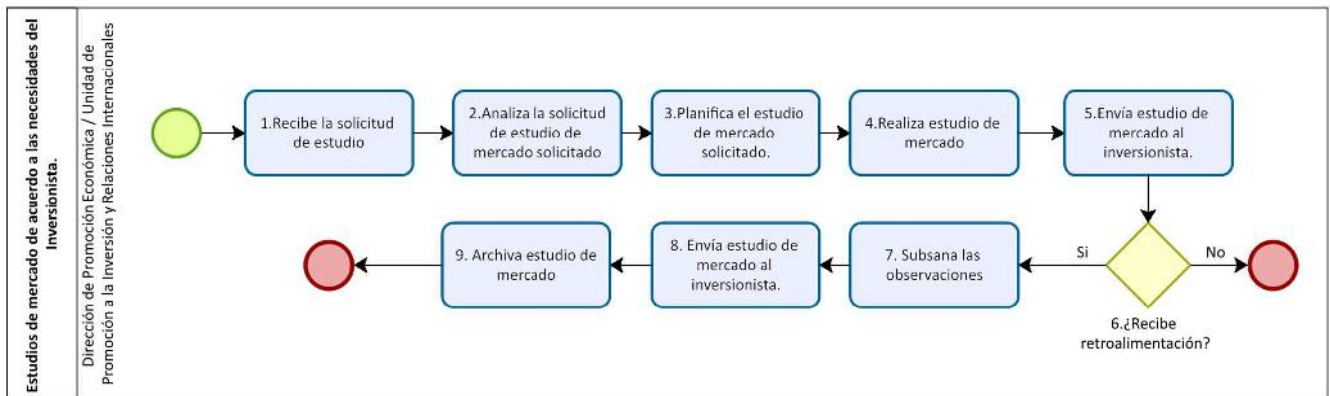 Estudios de mercado de acuerdo a las necesidades del
Inversionista.
Dirección de Promoción Económica / Unidad de
Promoción a la Inversión y Relaciones Internacionales
1.Recibe la solicitud
de estudio
2.Analiza la solicitud
de estudio de
mercado solicitado
3.Planifica el estudio
de mercado
solicitado.
4.Realiza estudio de
mercado
5.Envía estudio de
mercado al
inversionista.
6.¿Recibe
retroalimentación?
Si
No
7. Subsana las
observaciones
8. Envía estudio de
mercado al
inversionista.
9. Archiva estudio de
mercado